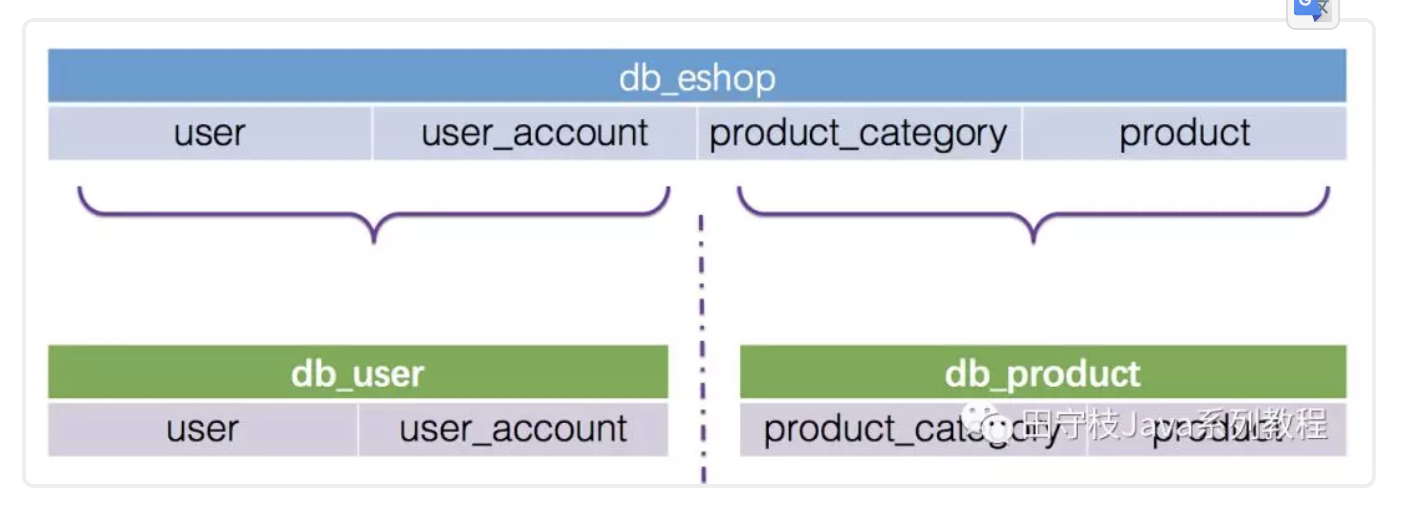 db_eshop
user user_account product_category product
db_user db_product
user user_account product_category product
田守枝Java系列教程